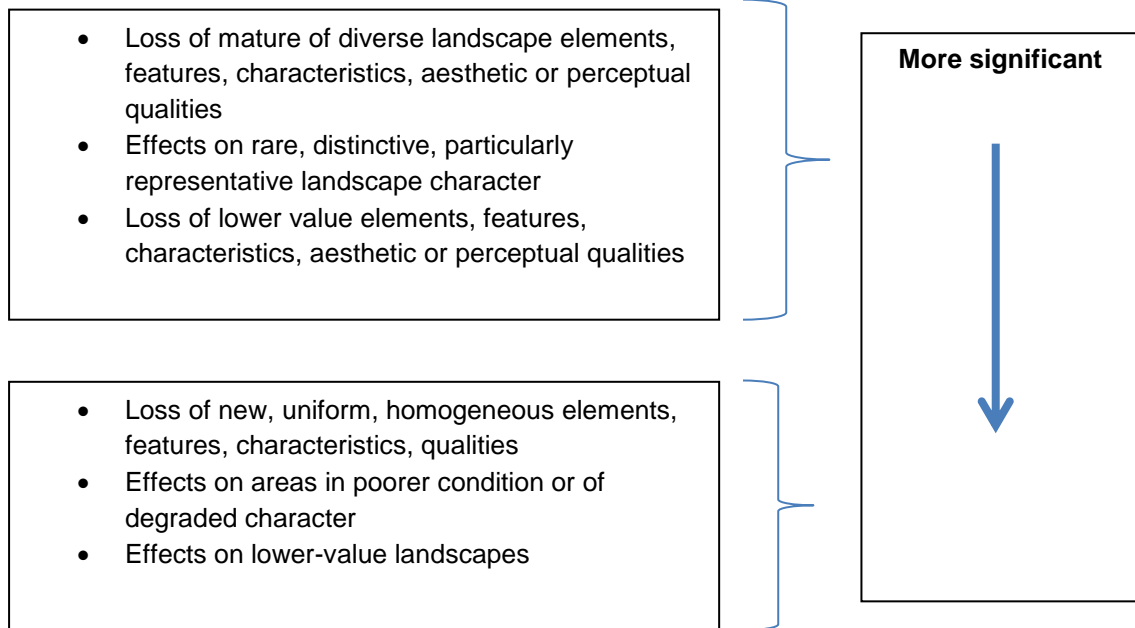 • Loss of mature of diverse landscape elements,
features, characteristics, aesthetic or perceptual
qualities
• Effects on rare, distinctive, particularly
representative landscape character
• Loss of lower value elements, features,
characteristics, aesthetic or perceptual qualities
More significant
• Loss of new, uniform, homogeneous elements,
features, characteristics, qualities
• Effects on areas in poorer condition or of
degraded character
• Effects on lower-value landscapes